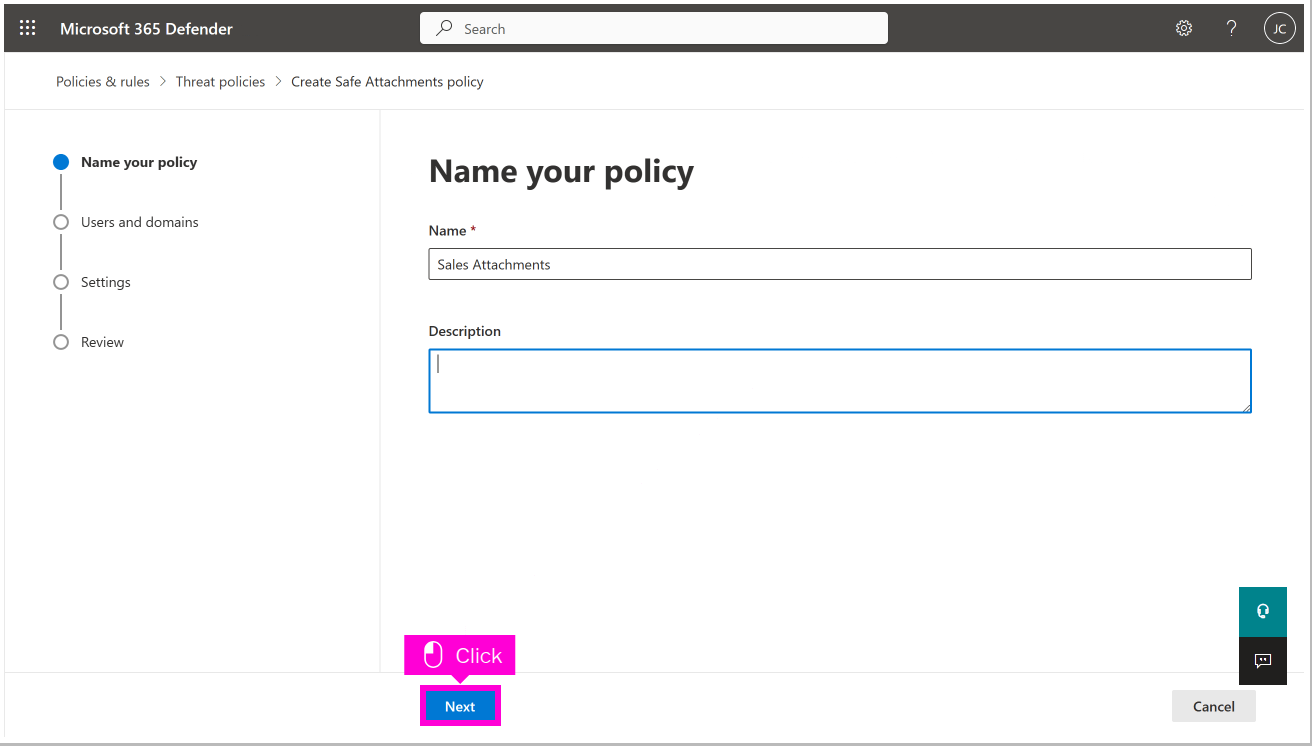 Microsoft 365 Defender
Search
?
JC
Policies & rules > Threat policies > Create Safe Attachments policy
Name your policy
Users and domains
Settings
Review
Name your policy
Name *
Sales Attachments
Description
Click
Next
Cancel